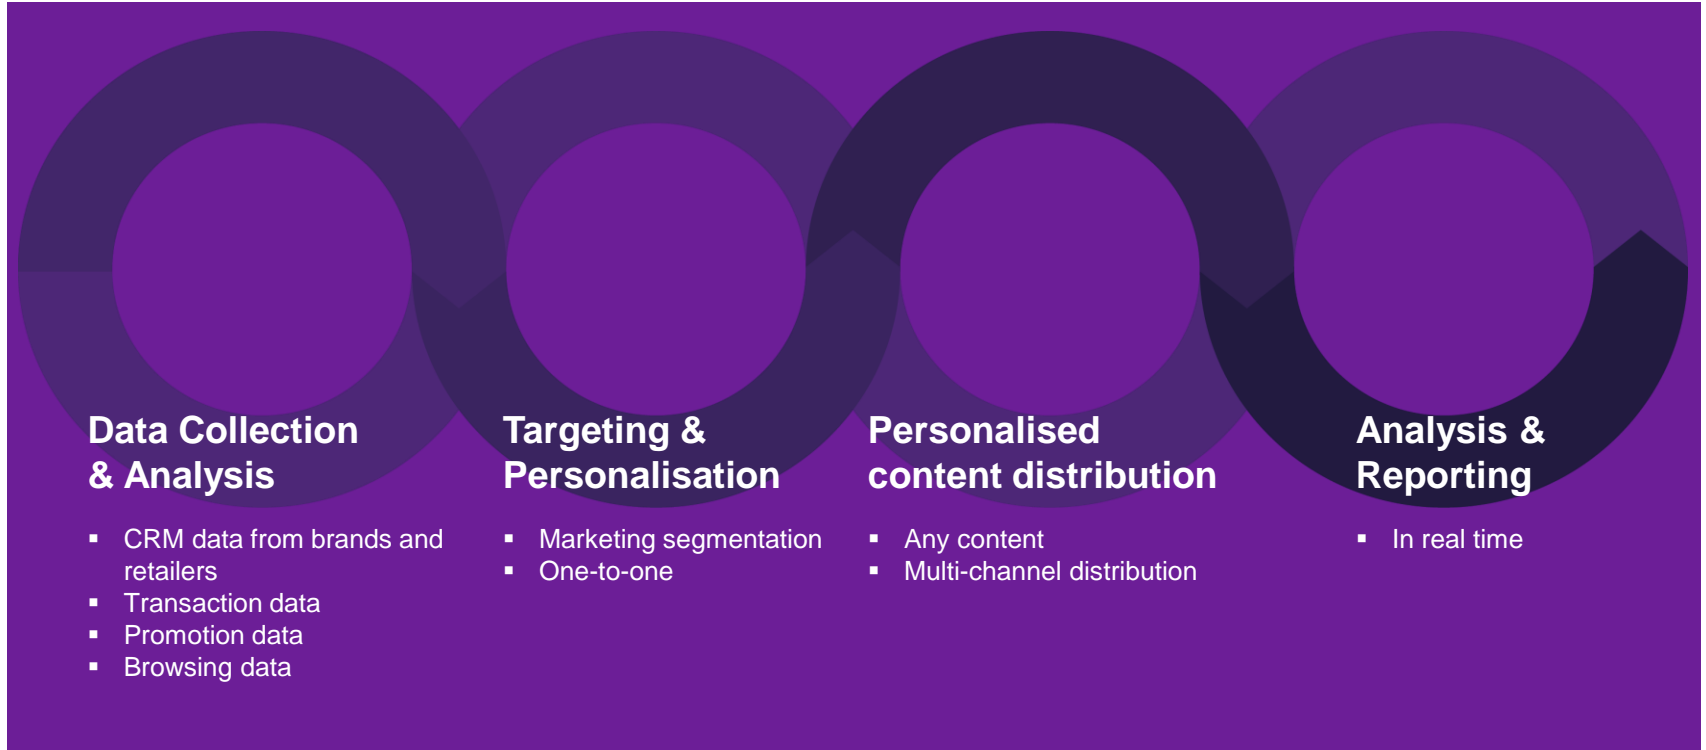 Data Collection
& Analysis
▪ CRM data from brands and
retailers
▪ Transaction data
▪ Promotion data
▪ Browsing data
Targeting &
Personalisation
▪ Marketing segmentation
▪ One-to-one
Personalised
content distribution
▪ Any content
▪ Multi-channel distribution
Analysis &
Reporting
▪ In real time